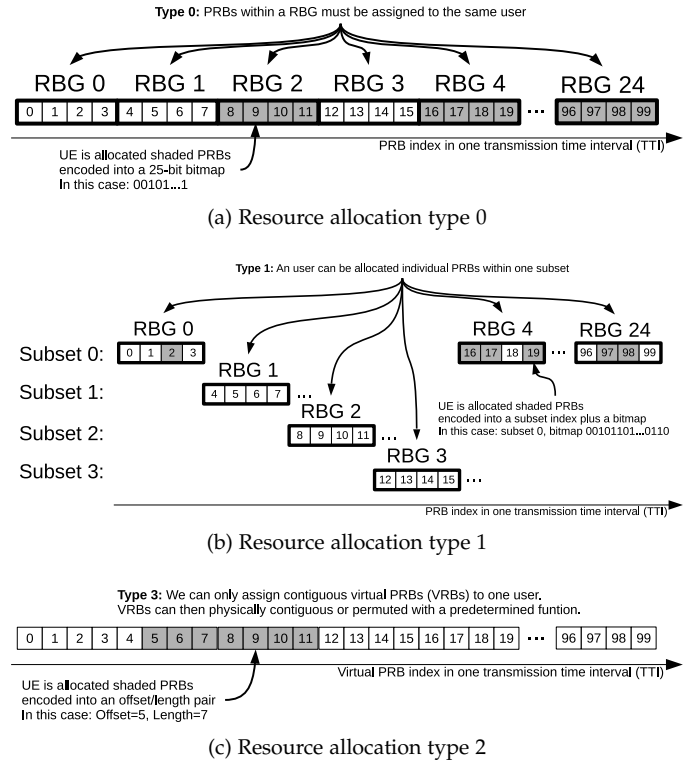 Type 0: PRBs within a RBG must be assigned to the same user
RBG 0 RBG 1 RBG 2 RBG 3 RBG 4 RBG 24
0 1 2 3 4 5 6 7 8 9 10 11 12 13 14 15 16 17 18 19 ... 96 97 98 99
PRB index in one transmission time interval (TTI)
UE is allocated shaded PRBs
encoded into a 25-bit bitmap
In this case: 00101...1
(a) Resource allocation type 0
Type 1: An user can be allocated individual PRBs within one subset
RBG 0 RBG 4 RBG 24
Subset 0: 0 1 2 3 16 17 18 19 ... 96 97 98 99
RBG 1
Subset 1: 4 5 6 7 ...
RBG 2
Subset 2: 8 9 10 11 ...
RBG 3
Subset 3: 12 13 14 15 ...
UE is allocated shaded PRBs
encoded into a subset index plus a bitmap
In this case: subset 0, bitmap 00101101...0110
PRB index in one transmission time interval (TTI)
(b) Resource allocation type 1
Type 3: We can only assign contiguous virtual PRBs (VRBs) to one user.
VRBs can then physically contiguous or permuted with a predetermined funtion.
0 1 2 3 4 5 6 7 8 9 10 11 12 13 14 15 16 17 18 19 ... 96 97 98 99
Virtual PRB index in one transmission time interval (TTI)
UE is allocated shaded PRBs
encoded into an offset/length pair
In this case: Offset=5, Length=7
(c) Resource allocation type 2